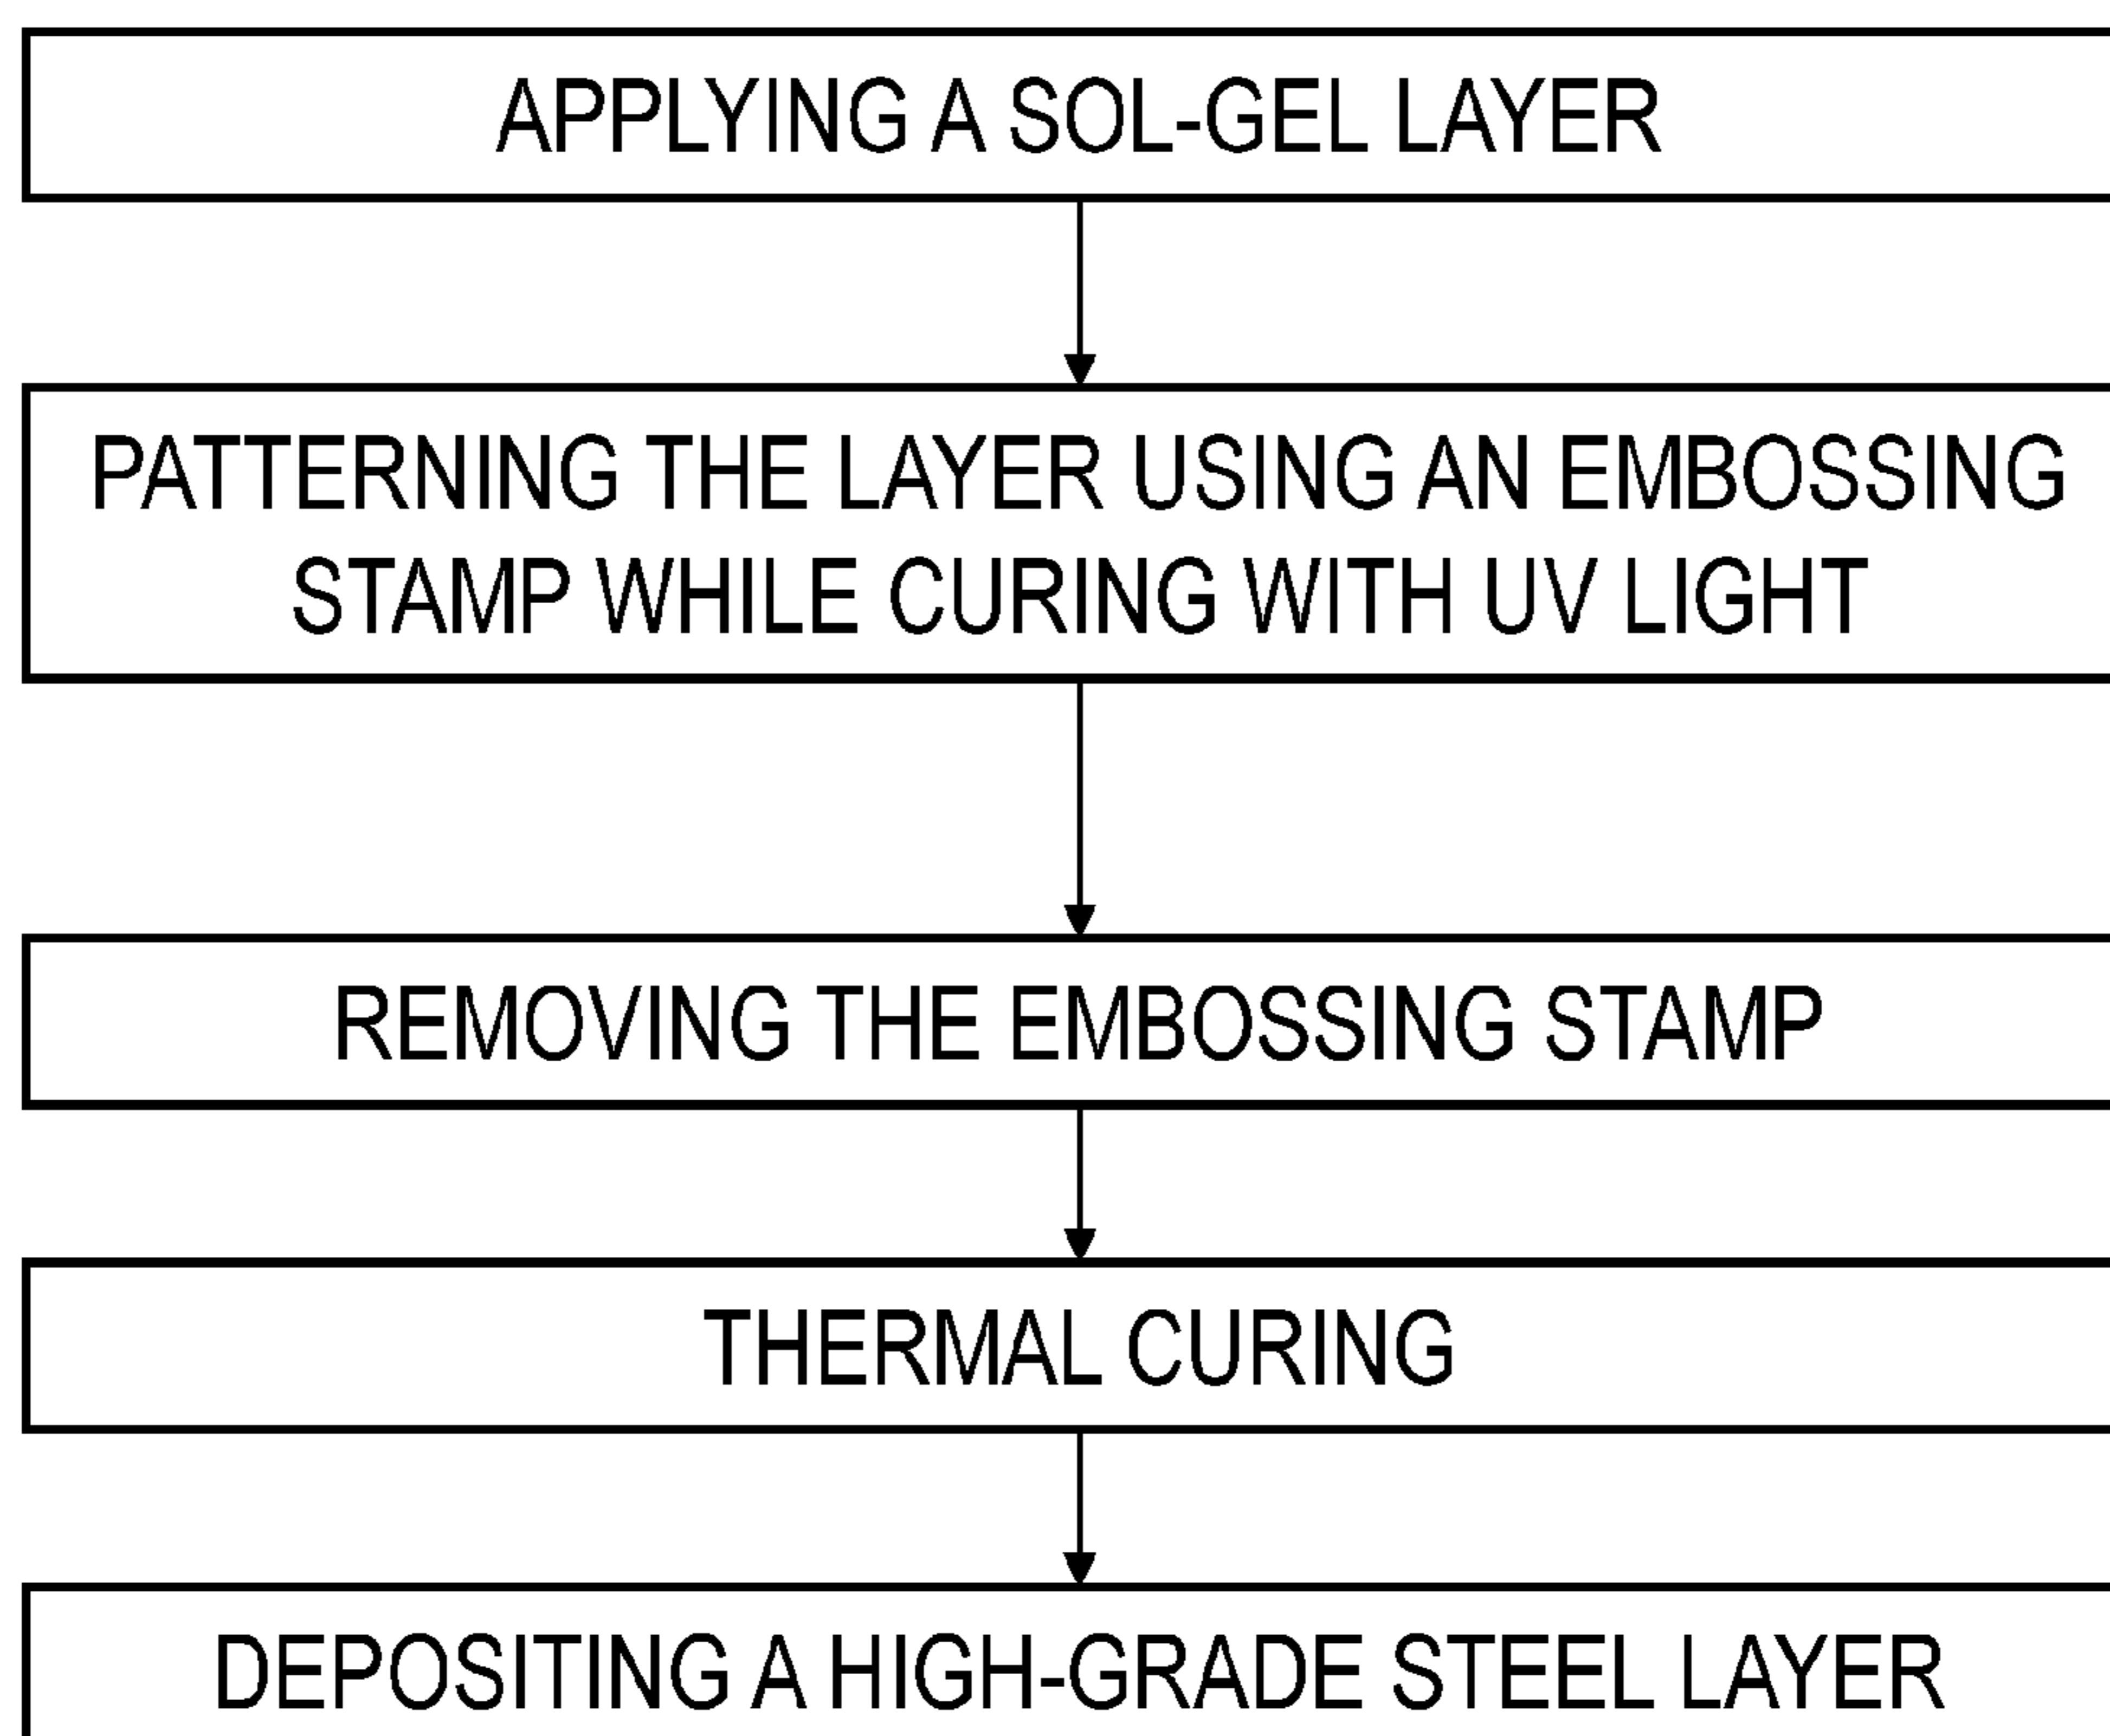 APPLYING A SOL-GEL LAYER
PATTERNING THE LAYER USING AN EMBOSSING
STAMP WHILE CURING WITH UV LIGHT
REMOVING THE EMBOSSING STAMP
THERMAL CURING
DEPOSITING A HIGH-GRADE STEEL LAYER